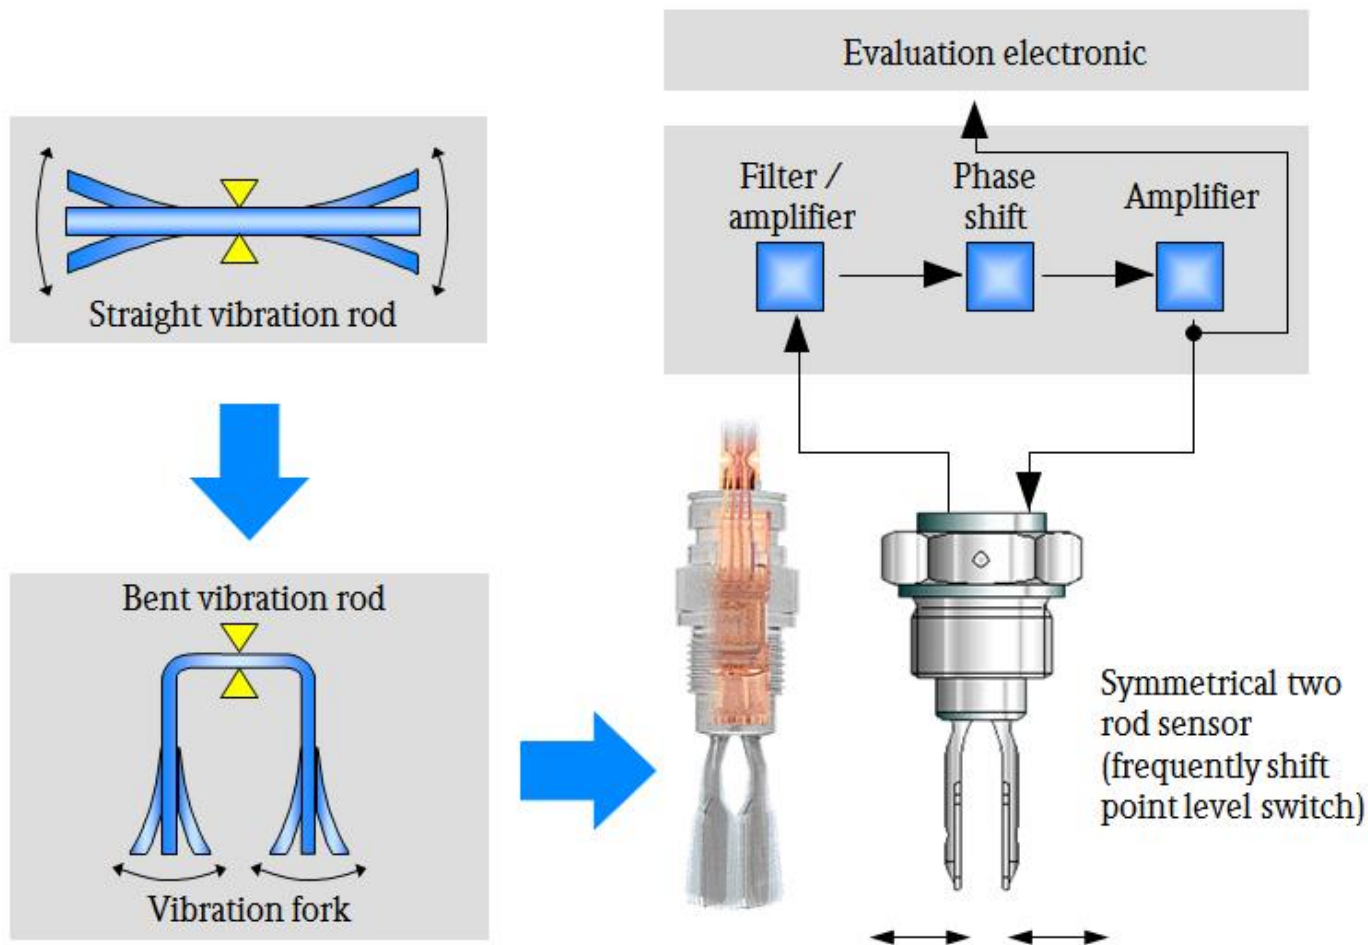 Evaluation electronic
Filter /
amplifier
Phase
shift
Amplifier
Straight vibration rod
Bent vibration rod
Vibration fork
Symmetrical two
rod sensor
(frequently shift
point level switch)